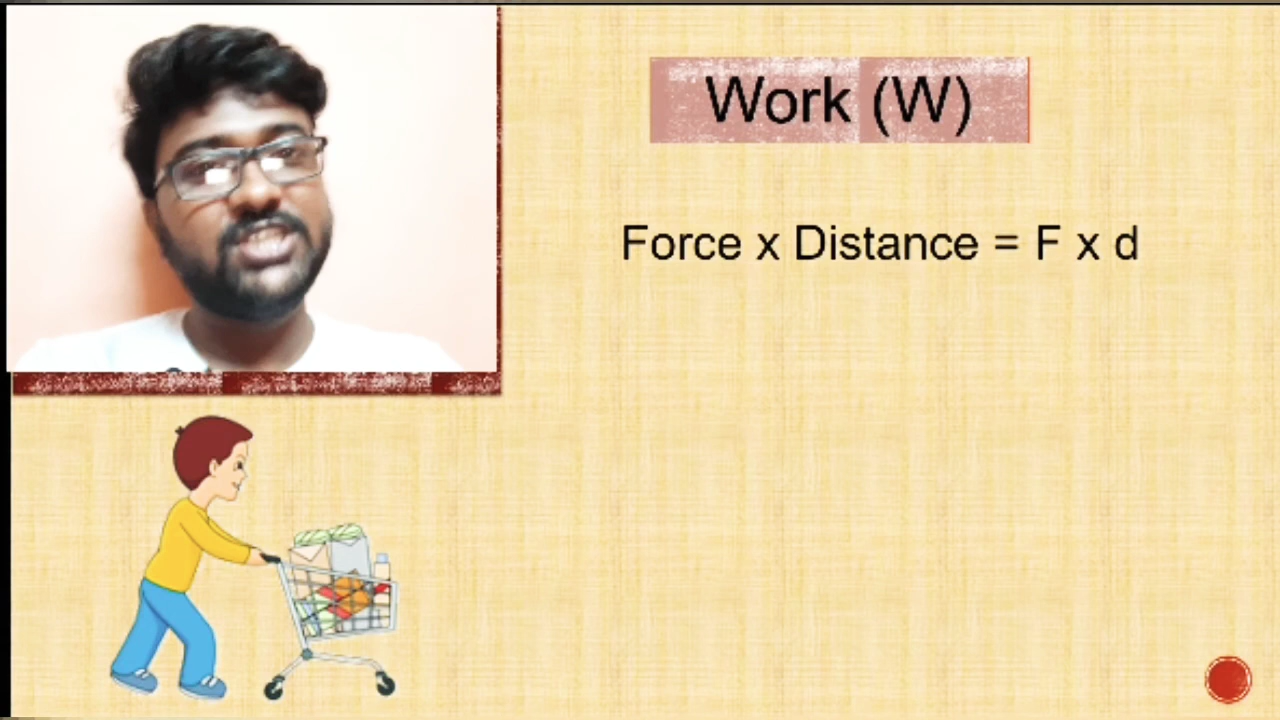 Work (W)
Force x Distance = F x d